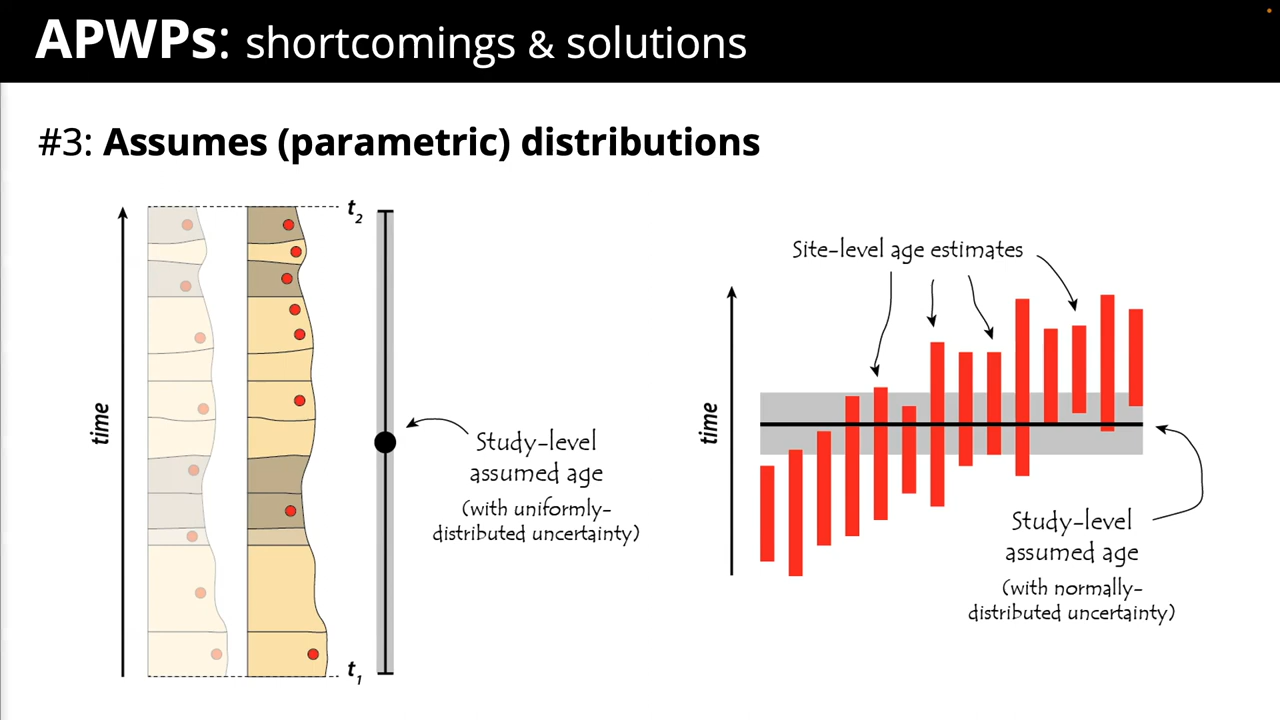 APWPs: shortcomings & solutions
#3: Assumes (parametric) distributions
time
t2
t1
Study-level
assumed age
(with uniformly-
distributed uncertainty)
Site-level age estimates
time
Study-level
assumed age
(with normally-
distributed uncertainty)